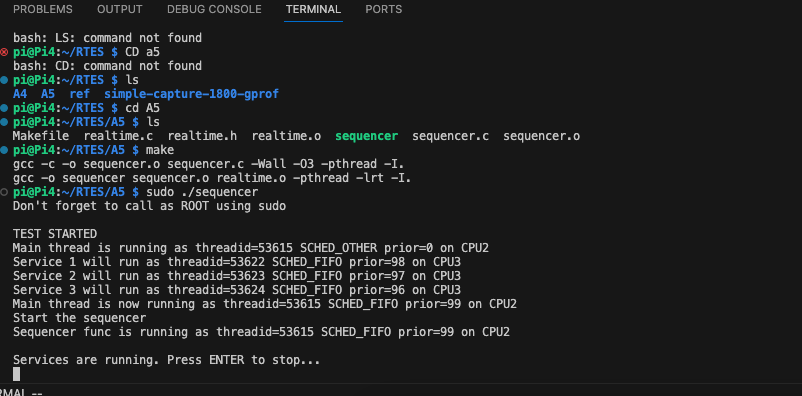 PROBLEMS OUTPUT DEBUG CONSOLE TERMINAL PORTS
bash: LS: command not found
pi@Pi4:~/RTES $ CD a5
bash: CD: command not found
pi@Pi4:~/RTES $ ls
A4 A5 ref simple-capture-1800-gprof
pi@Pi4:~/RTES $ cd A5
pi@Pi4:~/RTES/A5 $ ls
Makefile realtime.c realtime.h realtime.o sequencer sequencer.c sequencer.o
pi@Pi4:~/RTES/A5 $ make
gcc -c -o sequencer.o sequencer.c -Wall -O3 -pthread -I.
gcc -o sequencer sequencer.o realtime.o -pthread -lrt -I.
pi@Pi4:~/RTES/A5 $ sudo ./sequencer
Don't forget to call as ROOT using sudo
TEST STARTED
Main thread is running as threadid=53615 SCHED_OTHER prior=0 on CPU2
Service 1 will run as threadid=53622 SCHED_FIFO prior=98 on CPU3
Service 2 will run as threadid=53623 SCHED_FIFO prior=97 on CPU3
Service 3 will run as threadid=53624 SCHED_FIFO prior=96 on CPU3
Main thread is now running as threadid=53615 SCHED_FIFO prior=99 on CPU2
Start the sequencer
Sequencer func is running as threadid=53615 SCHED_FIFO prior=99 on CPU2
Services are running. Press ENTER to stop...
RMAL --